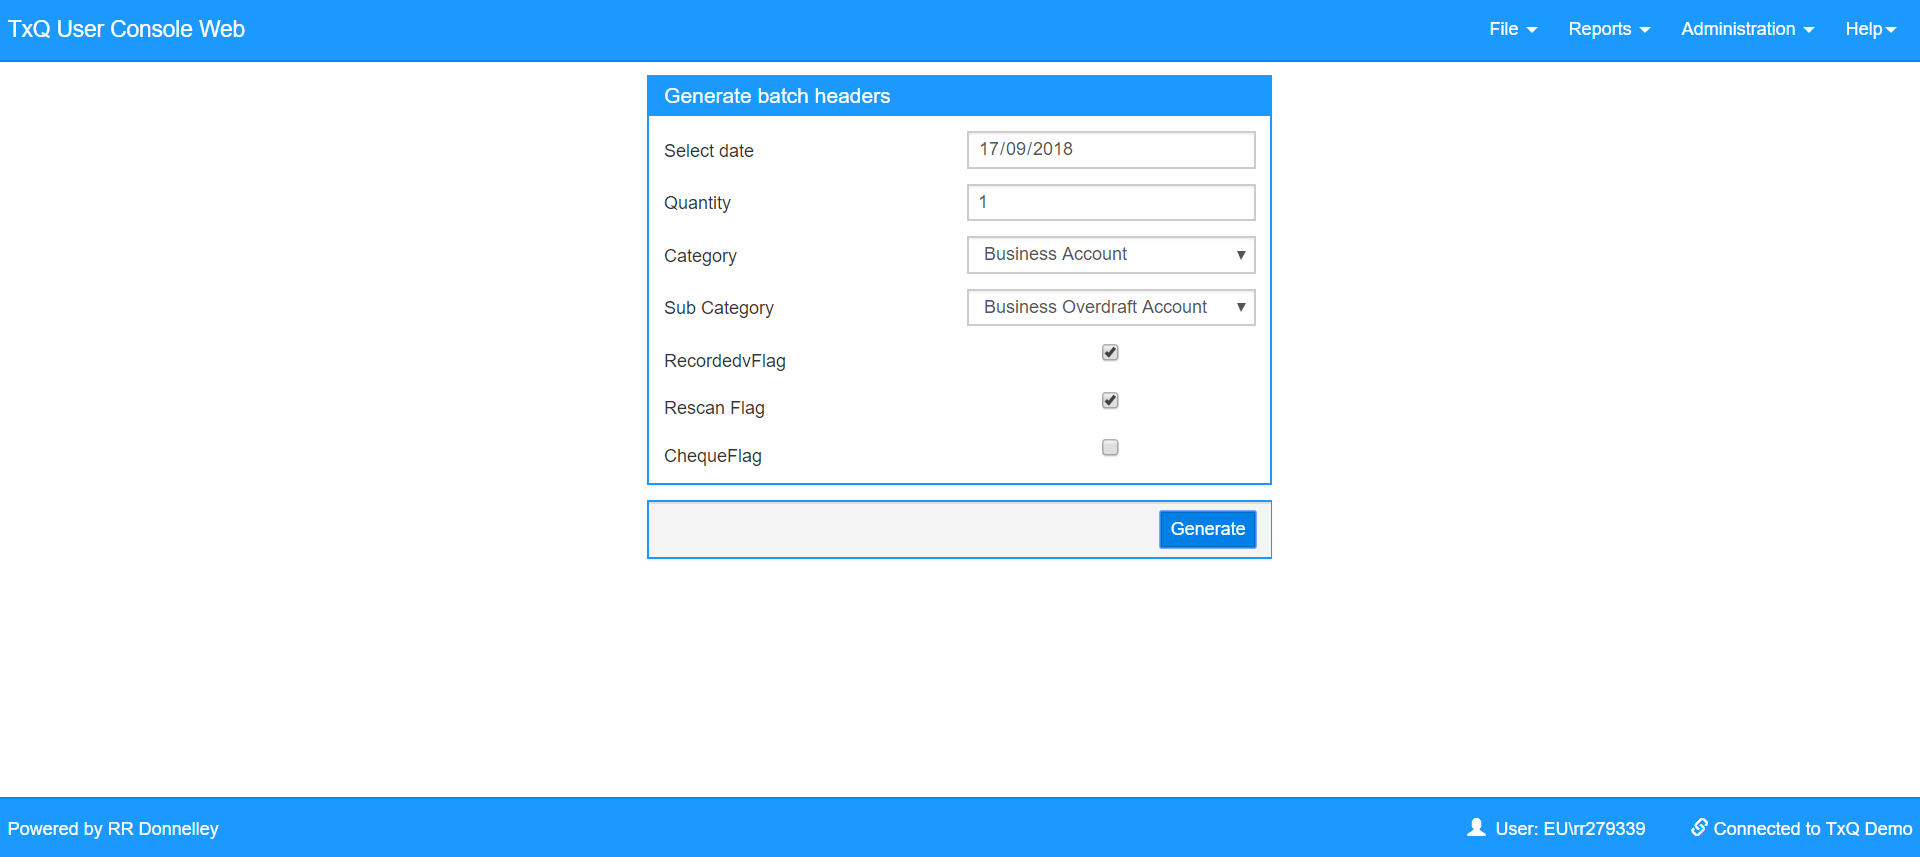 TxQ User Console Web File Reports Administration Help
Generate batch headers
Select date 17/09/2018
Quantity 1
Category Business Account
Sub Category Business Overdraft Account
RecordedvFlag
Rescan Flag
ChequeFlag
Generate
Powered by RR Donnelley User: EU\rr279339 Connected to TxQ Demo